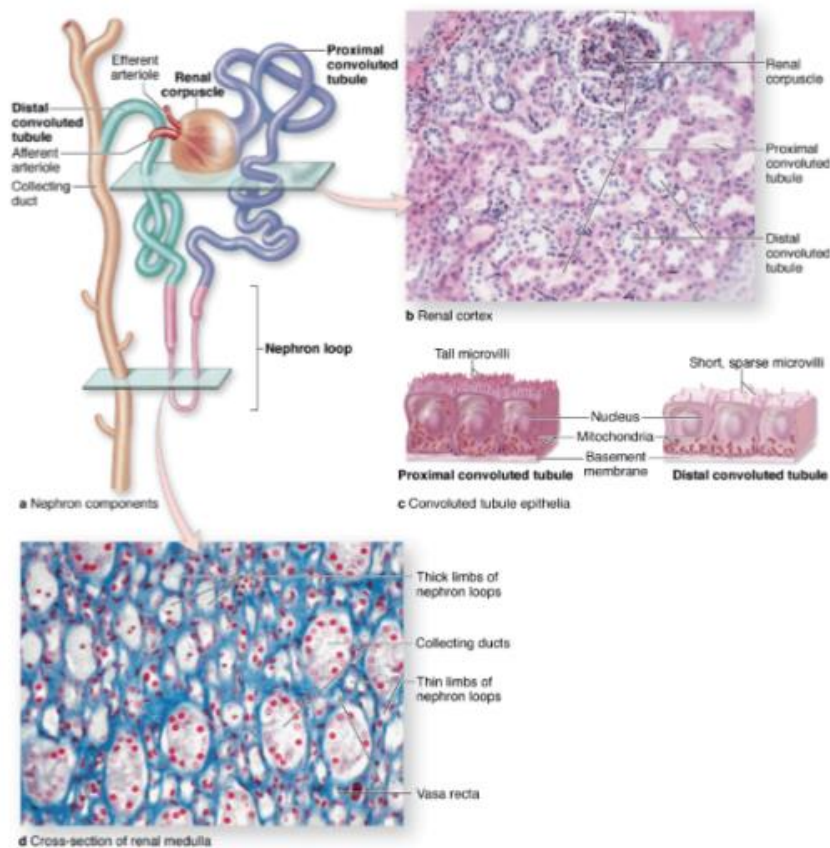 Efferent
arteriole
Renal
corpuscle
Proximal
convoluted
tubule
Distal
convoluted
tubule
Afferent
arteriole
Collecting
duct
Nephron loop
a Nephron components
Renal
corpuscle
Proximal
convoluted
tubule
Distal
convoluted
tubule
b Renal cortex
Tall microvilli
Short, sparse microvilli
Nucleus
Mitochondria
Basement
membrane
Proximal convoluted tubule
Distal convoluted tubule
c Convoluted tubule epithelia
Thick limbs of
nephron loops
Collecting ducts
Thin limbs of
nephron loops
Vasa recta
d Cross-section of renal medulla